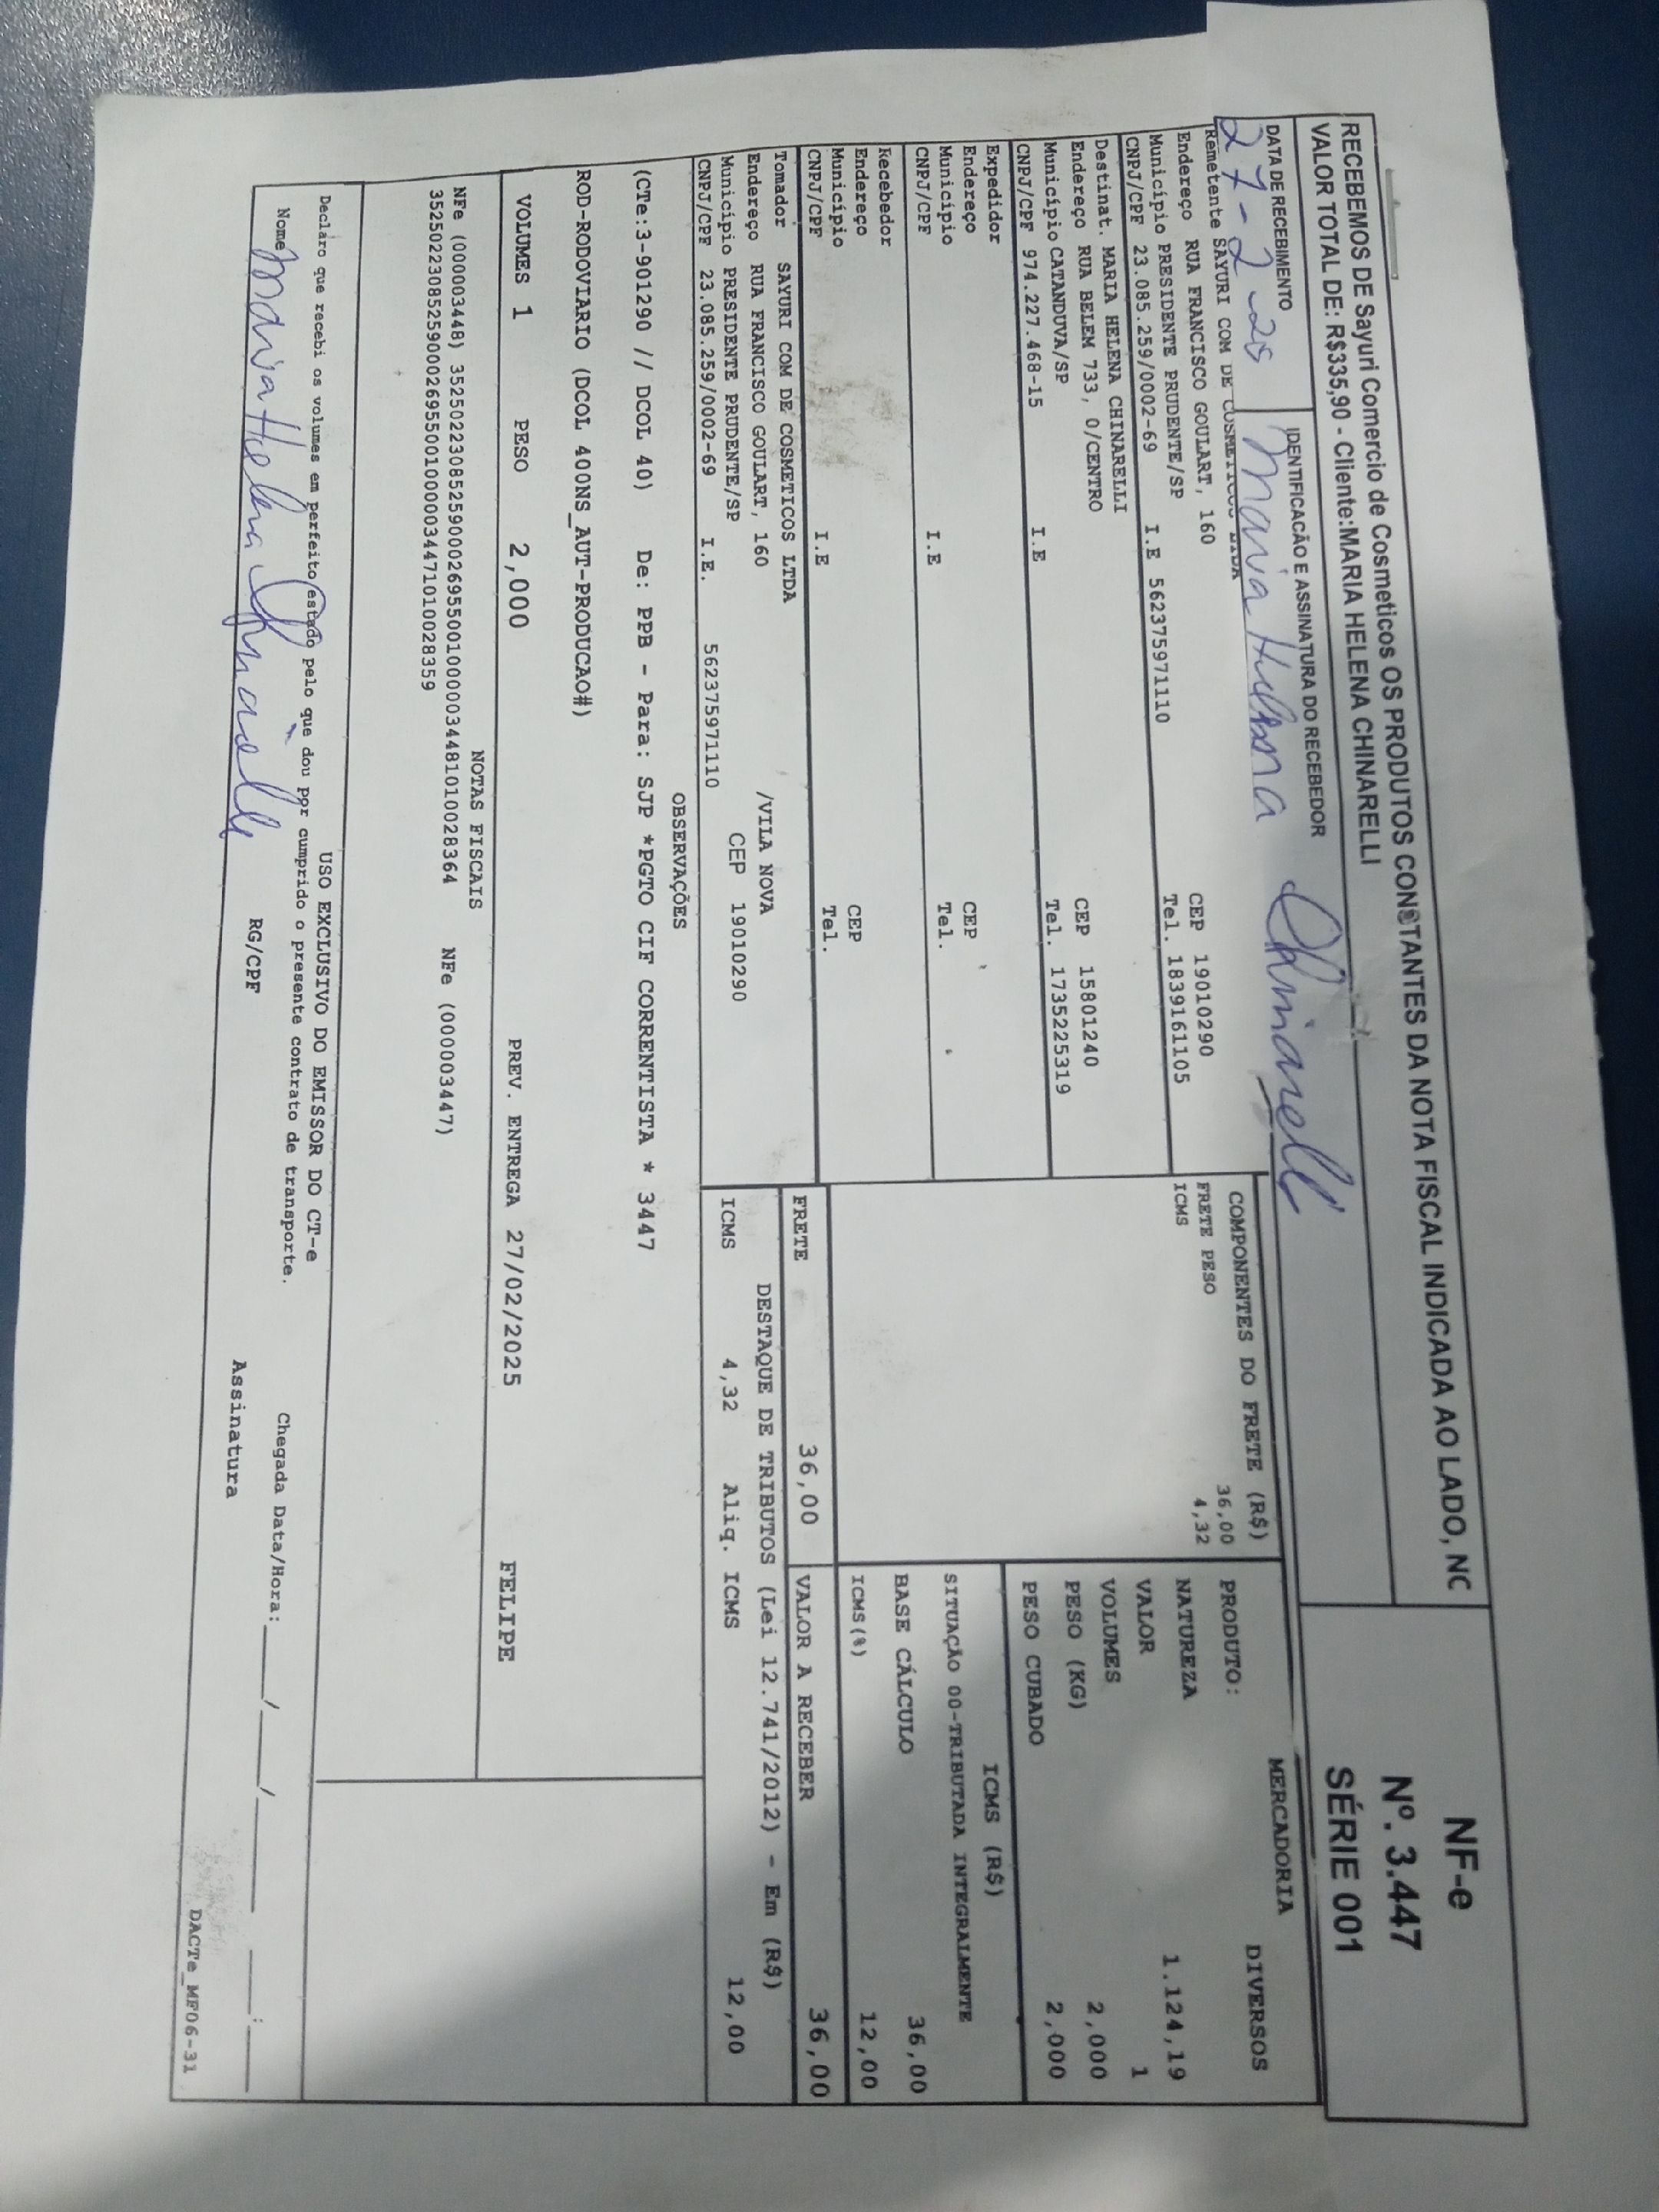 RECEBEMOS DE Sayuri Comercio de Cosmeticos OS PRODUTOS CONSTANTES DA NOTA FISCAL INDICADA AO LADO, NC
VALOR TOTAL DE: R$335,90 - Cliente:MARIA HELENA CHINARELLI
NF-e
Nº. 3.447
SÉRIE 001
DATA DE RECEBIMENTO
27-2-25
IDENTIFICAÇÃO E ASSINATURA DO RECEBEDOR
Maria Helena Chinarelli
Remetente SAYURI COM DE COSMETICOS LTDA
Endereço RUA FRANCISCO GOULART, 160 CEP 19010290
Município PRESIDENTE PRUDENTE/SP Tel. 1839161105
CNPJ/CPF 23.085.259/0002-69 I.E 562375971110
Destinat. MARIA HELENA CHINARELLI
Endereço RUA BELEM 733, 0/CENTRO CEP 15801240
Município CATANDUVA/SP Tel. 1735225319
CNPJ/CPF 974.227.468-15 I.E
Expedidor
Endereço CEP
Município Tel.
CNPJ/CPF I.E
Recebedor
Endereço CEP
Município Tel.
CNPJ/CPF I.E
Tomador SAYURI COM DE COSMETICOS LTDA
Endereço RUA FRANCISCO GOULART, 160 /VILA NOVA
Município PRESIDENTE PRUDENTE/SP CEP 19010290
CNPJ/CPF 23.085.259/0002-69 I.E. 562375971110
COMPONENTES DO FRETE (R$)
FRETE PESO 36,00
ICMS 4,32
MERCADORIA
PRODUTO: DIVERSOS
NATUREZA
VALOR 1.124,19
VOLUMES 1
PESO (KG) 2,000
PESO CUBADO 2,000
ICMS (R$)
SITUAÇÃO 00-TRIBUTADA INTEGRALMENTE
BASE CÁLCULO 36,00
ICMS(%) 12,00
FRETE 36,00
VALOR A RECEBER 36,00
DESTAQUE DE TRIBUTOS (Lei 12.741/2012) - Em (R$)
ICMS 4,32 Aliq. ICMS 12,00
OBSERVAÇÕES
(CTe:3-901290 // DCOL 40) De: PPB - Para: SJP *PGTO CIF CORRENTISTA * 3447
ROD-RODOVIARIO (DCOL 400NS_AUT-PRODUCAO#)
VOLUMES 1 PESO 2,000 PREV. ENTREGA 27/02/2025 FELIPE
NOTAS FISCAIS
NFe (000003448) 35250223085259000269550010000034481010028364 NFe (000003447)
35250223085259000269550010000034471010028359
USO EXCLUSIVO DO EMISSOR DO CT-e
Declaro que recebi os volumes em perfeito estado pelo que dou por cumprido o presente contrato de transporte.
Chegada Data/Hora: ___/___/_____ ___:___
Nome Maria Helena Chinarelli RG/CPF Assinatura
DACTe_MF06-31